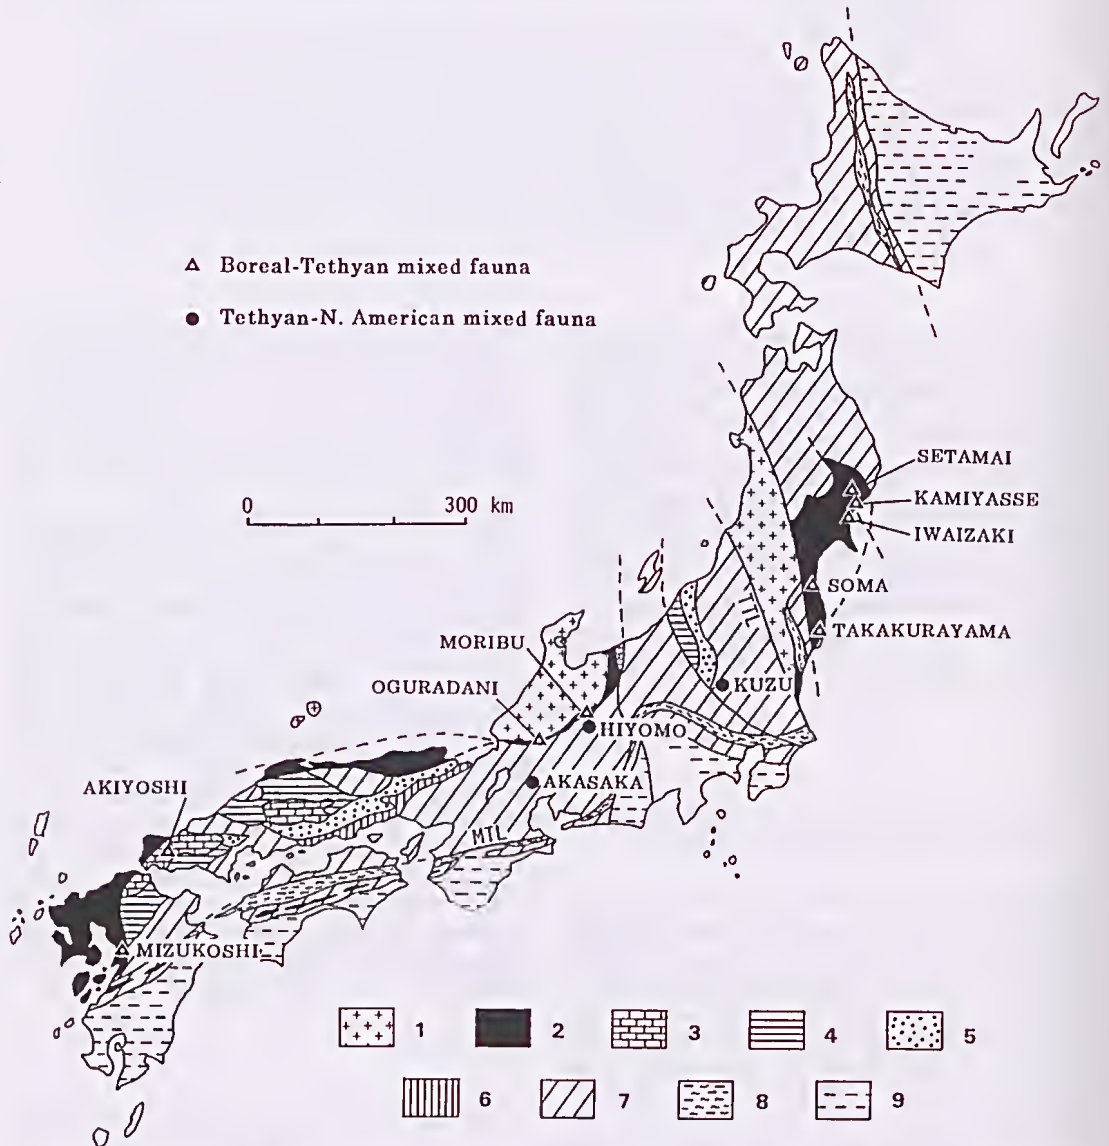 △ Boreal-Tethyan mixed fauna
● Tethyan-N. American mixed fauna
SETAMAI
KAMIYASSE
IWAIZAKI
0 300 km
SOMA
TTL
TAKAKURAYAMA
MORIBU
OGURADANI
KUZU
HIYOMO
AKASAKA
AKIYOSHI
MTL
MIZUKOSHI
1 2 3 4 5
6 7 8 9